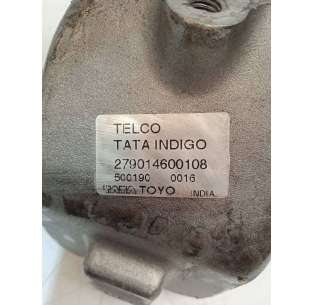 TELCO
TATA INDIGO
279014600108
500190 0016
TOYO INDIA